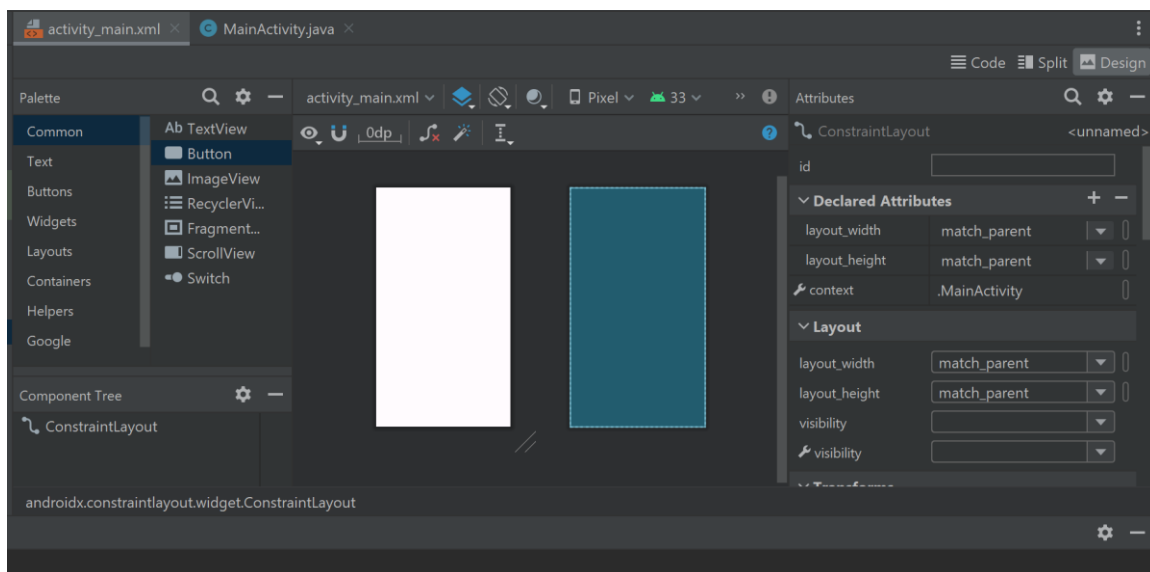 activity_main.xml MainActivity.java
Code Split Design
Palette
activity_main.xml Pixel 33
Attributes
Common
Text
Buttons
Widgets
Layouts
Containers
Helpers
Google
Ab TextView
Button
ImageView
RecyclerVi...
Fragment...
ScrollView
Switch
0dp
?
Component Tree
ConstraintLayout
ConstraintLayout <unnamed>
id
Declared Attributes
layout_width match_parent
layout_height match_parent
context .MainActivity
Layout
layout_width match_parent
layout_height match_parent
visibility
visibility
Transforms
androidx.constraintlayout.widget.ConstraintLayout